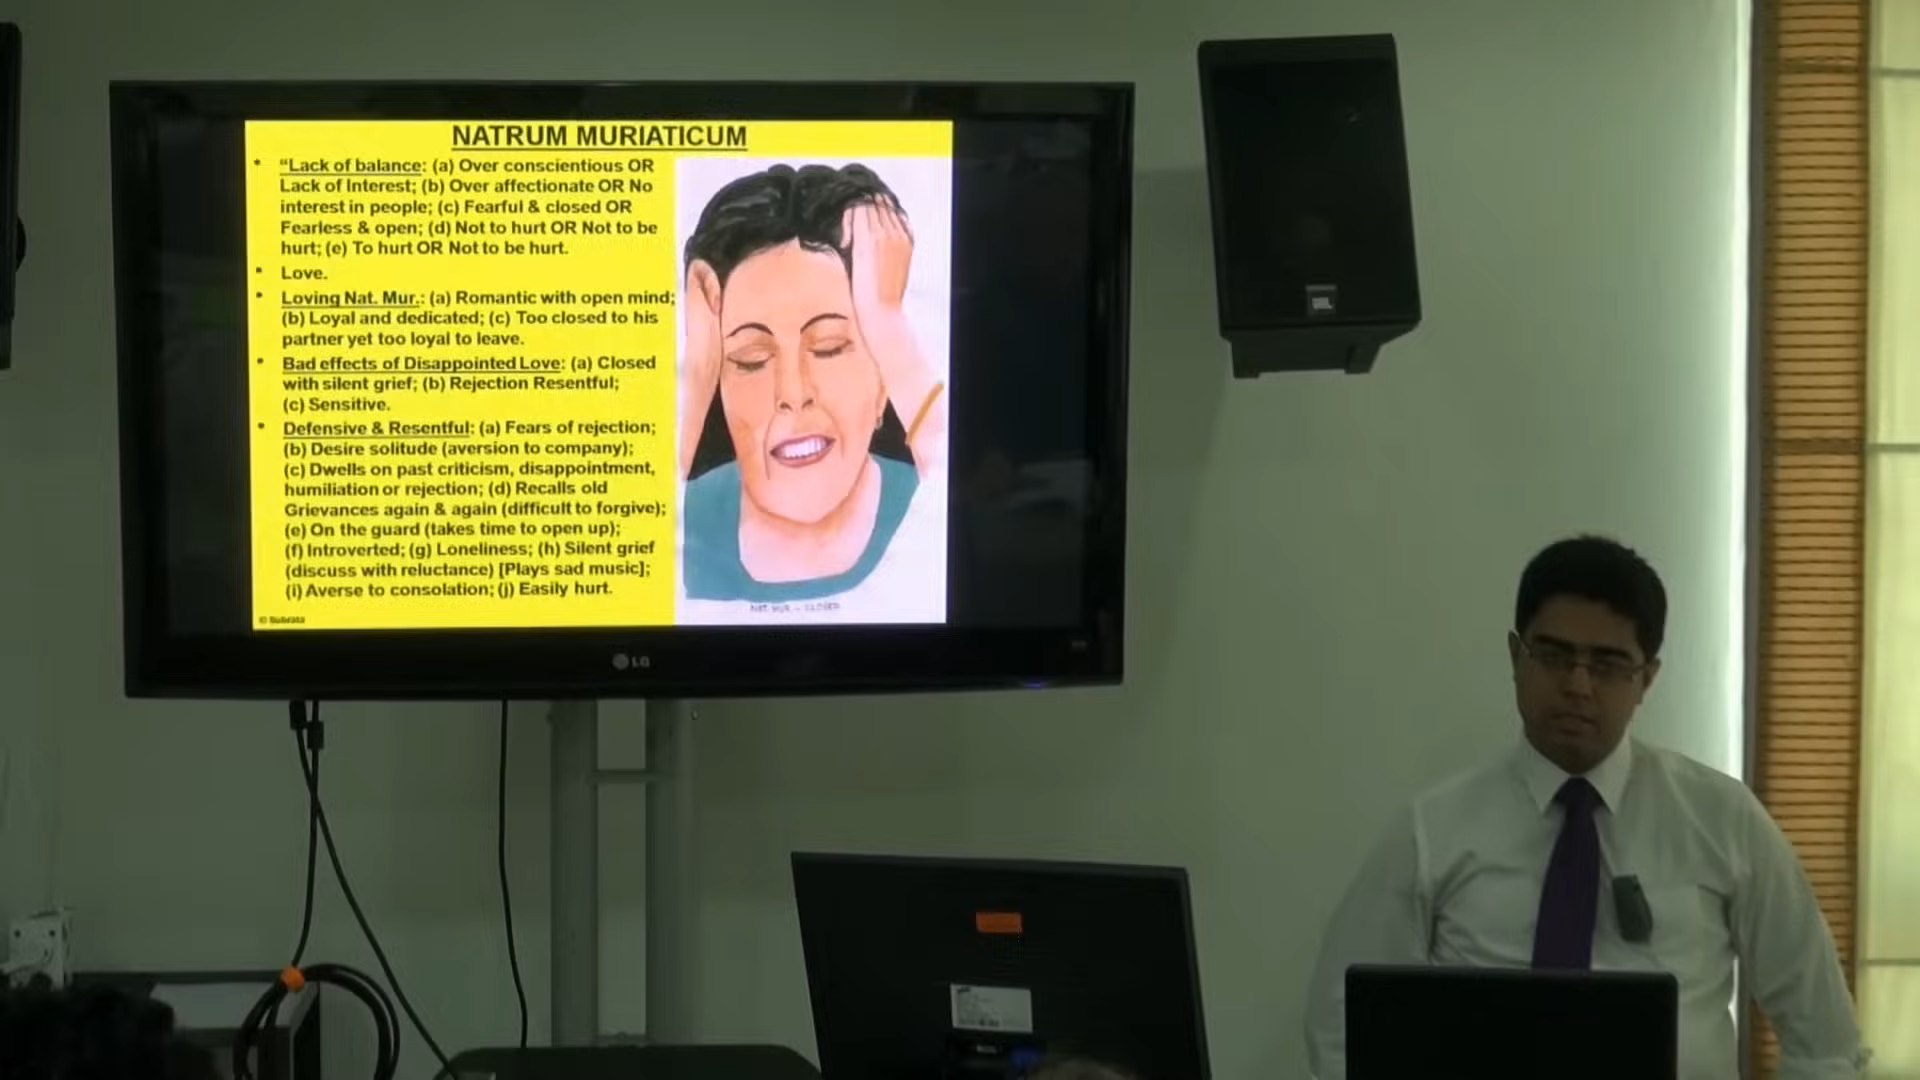 NATRUM MURIATICUM
• “Lack of balance: (a) Over conscientious OR
Lack of Interest; (b) Over affectionate OR No
interest in people; (c) Fearful & closed OR
Fearless & open; (d) Not to hurt OR Not to be
hurt; (e) To hurt OR Not to be hurt.
• Love.
• Loving Nat. Mur.: (a) Romantic with open mind;
(b) Loyal and dedicated; (c) Too closed to his
partner yet too loyal to leave.
• Bad effects of Disappointed Love: (a) Closed
with silent grief; (b) Rejection Resentful;
(c) Sensitive.
• Defensive & Resentful: (a) Fears of rejection;
(b) Desire solitude (aversion to company);
(c) Dwells on past criticism, disappointment,
humiliation or rejection; (d) Recalls old
Grievances again & again (difficult to forgive);
(e) On the guard (takes time to open up);
(f) Introverted; (g) Loneliness; (h) Silent grief
(discuss with reluctance) [Plays sad music];
(i) Averse to consolation; (j) Easily hurt.
NAT. MUR. - CLOSED
© Subrata
LG
JBL